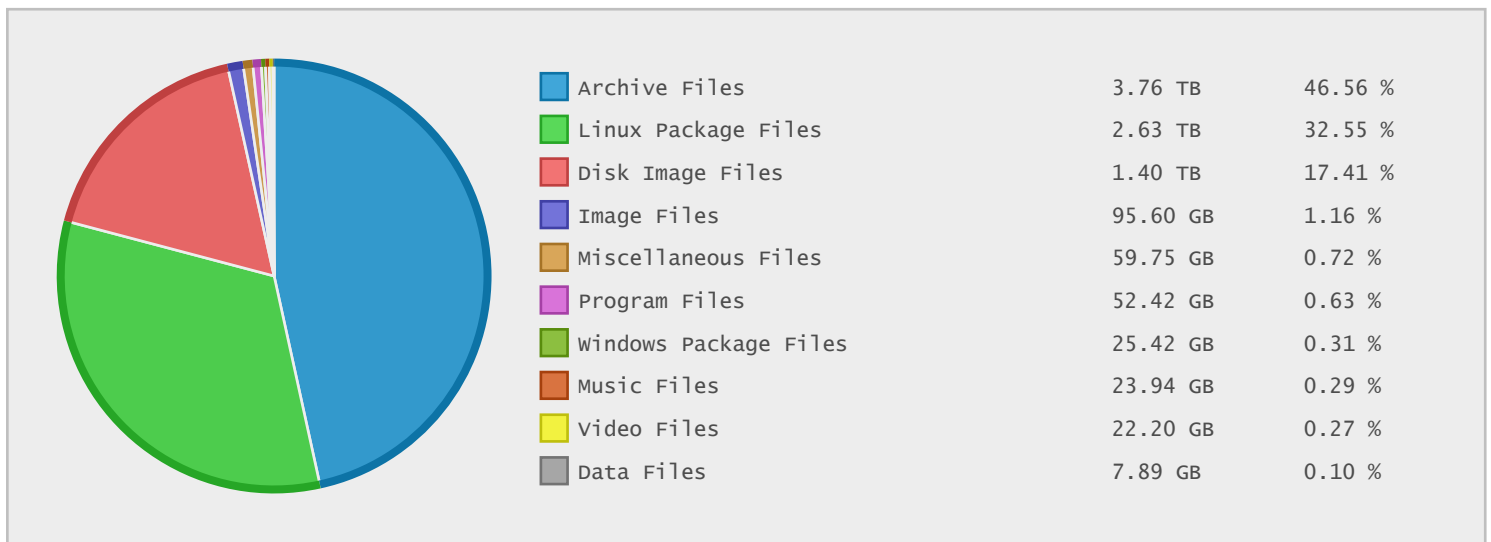 Archive Files 3.76 TB 46.56 %
Linux Package Files 2.63 TB 32.55 %
Disk Image Files 1.40 TB 17.41 %
Image Files 95.60 GB 1.16 %
Miscellaneous Files 59.75 GB 0.72 %
Program Files 52.42 GB 0.63 %
Windows Package Files 25.42 GB 0.31 %
Music Files 23.94 GB 0.29 %
Video Files 22.20 GB 0.27 %
Data Files 7.89 GB 0.10 %